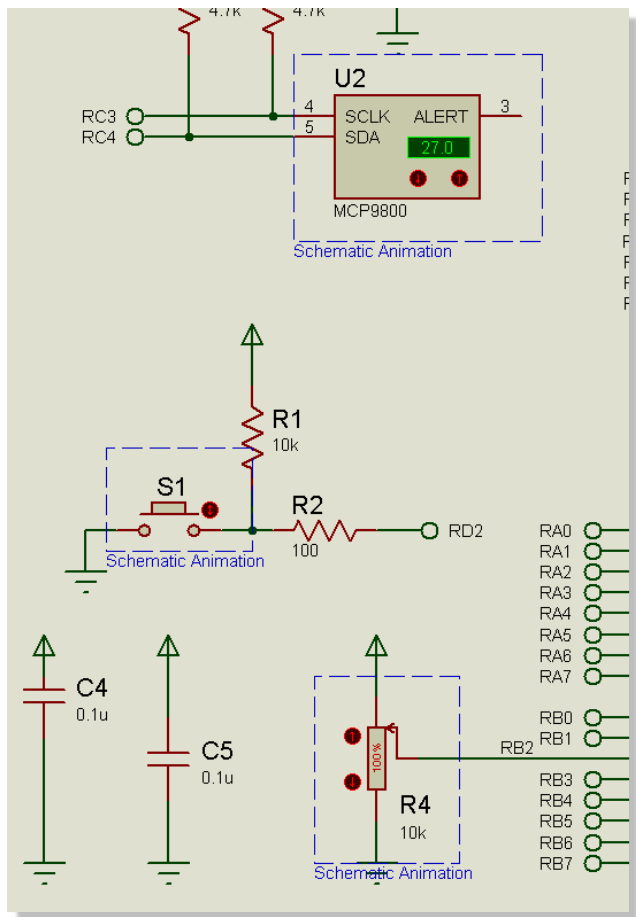 4.7k 4.7k
U2
RC3 4 SCLK ALERT 3
RC4 5 SDA
27.0
MCP9800
Schematic Animation
R1
10k
S1
R2
100
RD2
Schematic Animation
RA0
RA1
RA2
RA3
RA4
RA5
RA6
RA7
C4
0.1u
C5
0.1u
RB0
RB1
RB2
100%
R4
10k
RB3
RB4
RB5
RB6
RB7
Schematic Animation